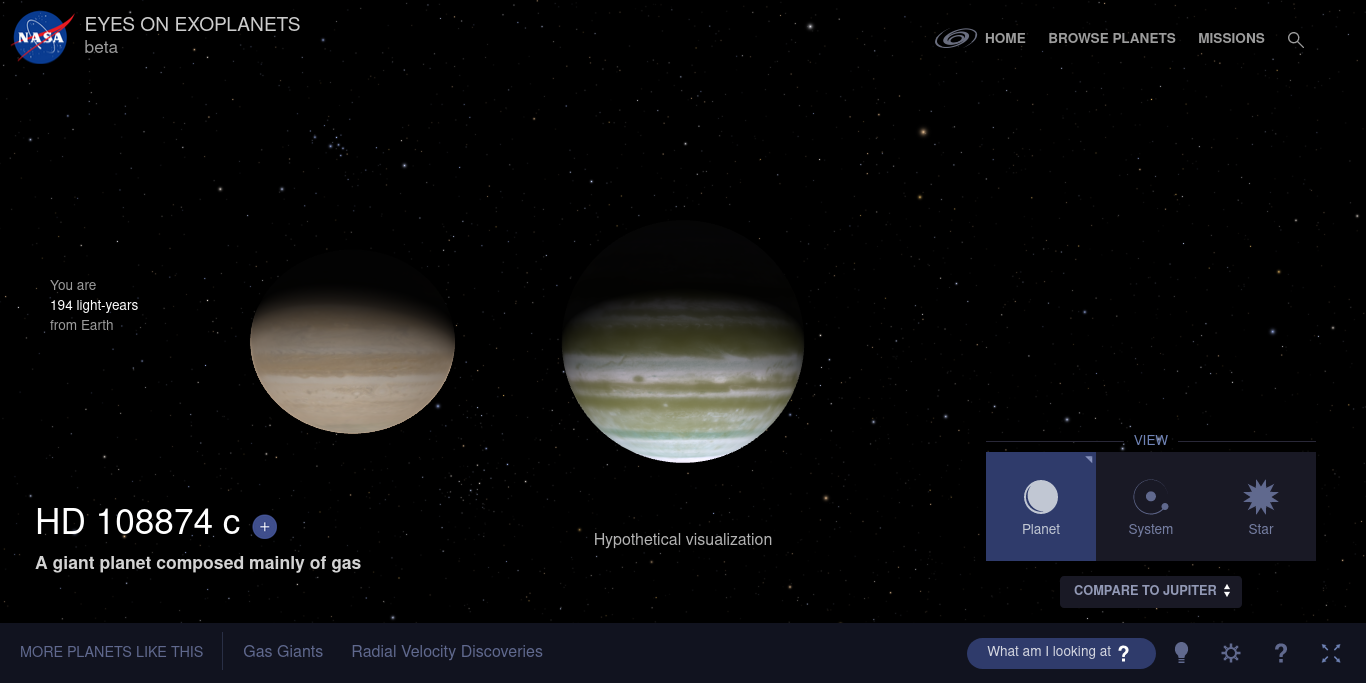 NASA
EYES ON EXOPLANETS
beta
HOME
BROWSE PLANETS
MISSIONS
You are
194 light-years
from Earth
HD 108874 c +
A giant planet composed mainly of gas
Hypothetical visualization
VIEW
Planet
System
Star
COMPARE TO JUPITER
MORE PLANETS LIKE THIS
Gas Giants
Radial Velocity Discoveries
What am I looking at ?
?